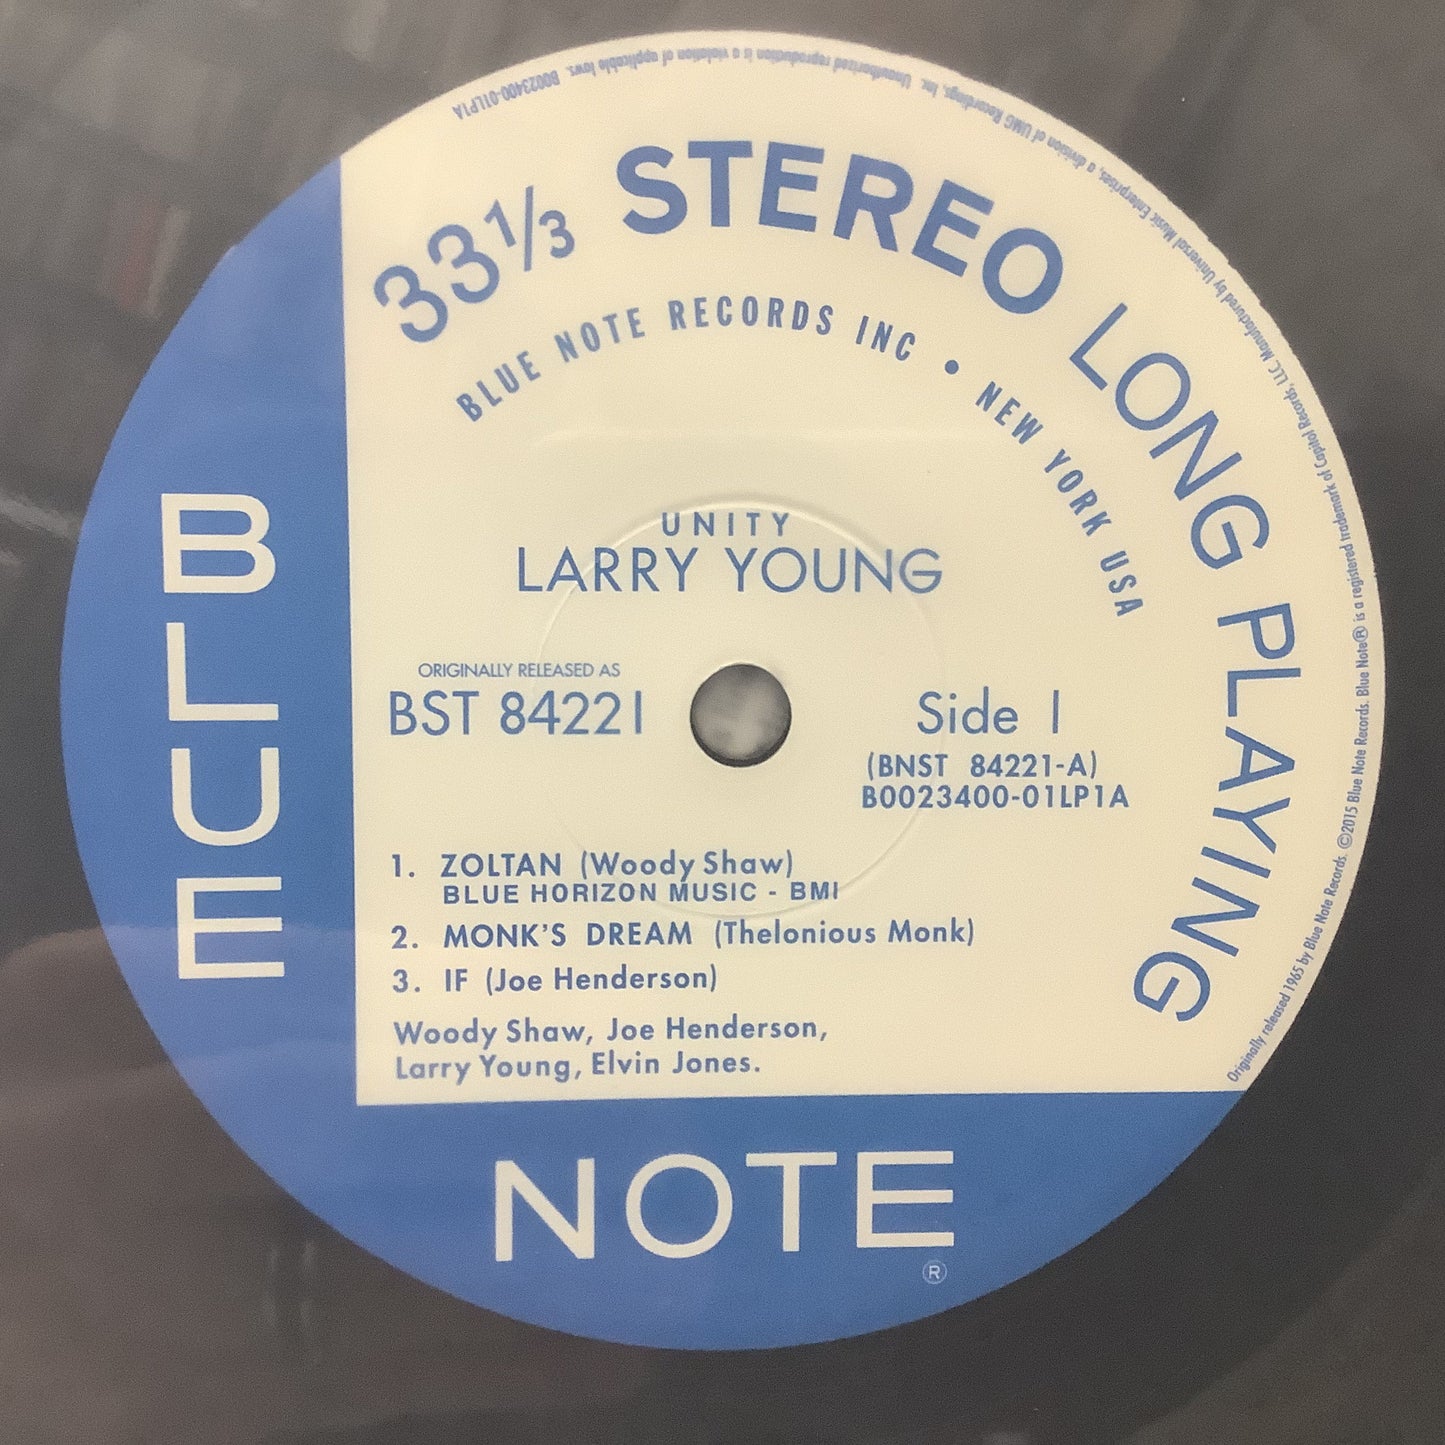 33 1/3 STEREO LONG PLAYING
BLUE NOTE RECORDS INC • NEW YORK USA
UNITY
LARRY YOUNG
ORIGINALLY RELEASED AS
BST 84221
Side 1
(BNST 84221-A)
B0023400-01LP1A
1. ZOLTAN (Woody Shaw)
BLUE HORIZON MUSIC - BMI
2. MONK'S DREAM (Thelonious Monk)
3. IF (Joe Henderson)
Woody Shaw, Joe Henderson,
Larry Young, Elvin Jones.
BLUE
NOTE
®
Originally released 1965 by Blue Note Records. ©2015 Blue Note Records. Blue Note® is a registered trademark of Capitol Records, LLC Manufactured by Universal Music Enterprises, a division of UMG Recordings, Inc. Unauthorized reproduction is a violation of applicable laws. B0023400-01LP1A